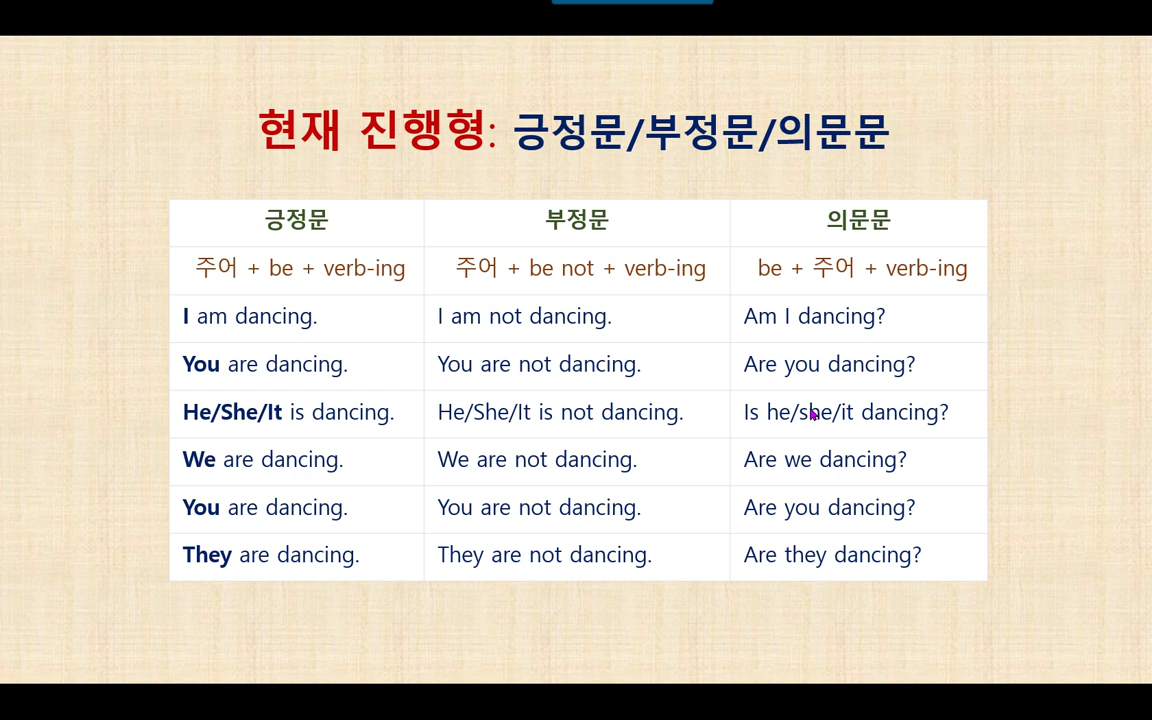 현재 진행형: 긍정문/부정문/의문문
긍정문 부정문 의문문
주어 + be + verb-ing 주어 + be not + verb-ing be + 주어 + verb-ing
I am dancing. I am not dancing. Am I dancing?
You are dancing. You are not dancing. Are you dancing?
He/She/It is dancing. He/She/It is not dancing. Is he/she/it dancing?
We are dancing. We are not dancing. Are we dancing?
You are dancing. You are not dancing. Are you dancing?
They are dancing. They are not dancing. Are they dancing?